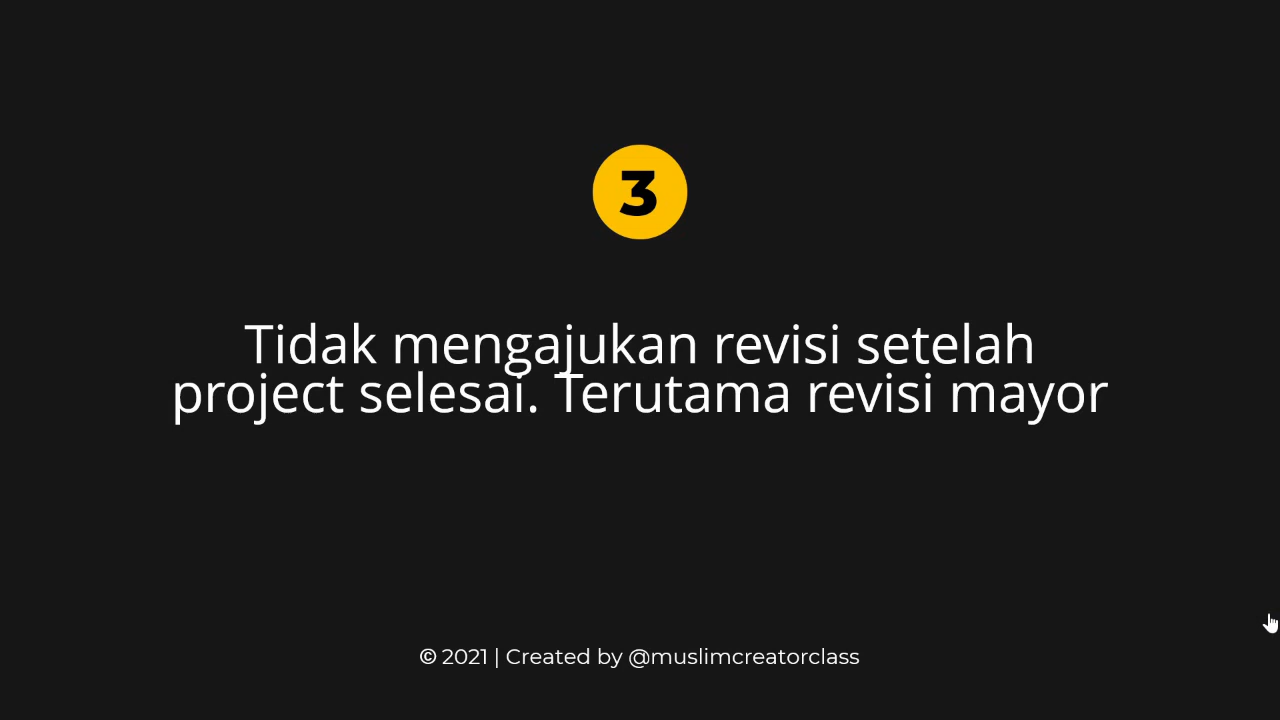 3
Tidak mengajukan revisi setelah
project selesai. Terutama revisi mayor
© 2021 | Created by @muslimcreatorclass